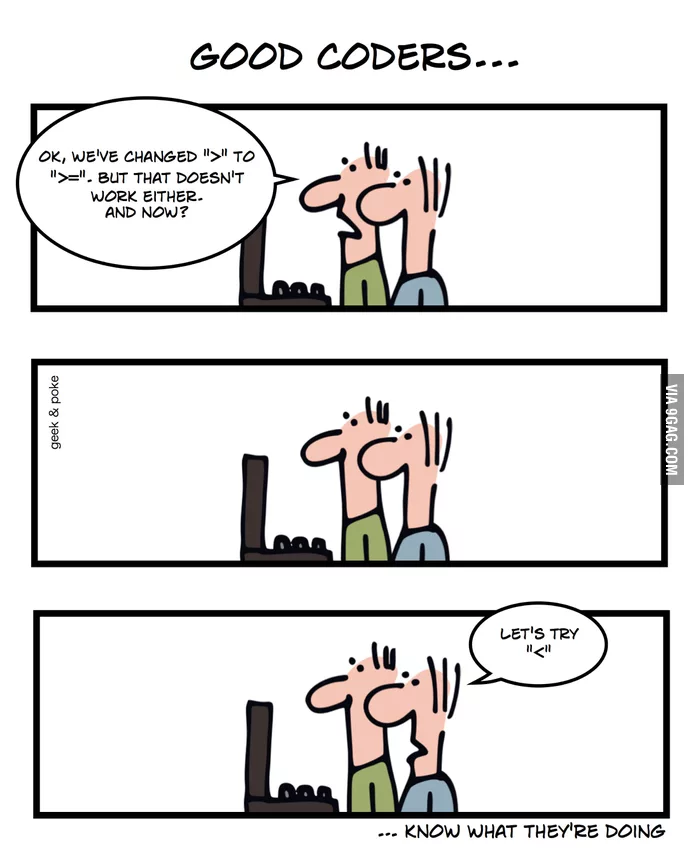 GOOD CODERS...
OK, WE'VE CHANGED ">" TO
">=". BUT THAT DOESN'T
WORK EITHER.
AND NOW?
geek & poke
VIA 9GAG.COM
LET'S TRY
"<"
... KNOW WHAT THEY'RE DOING